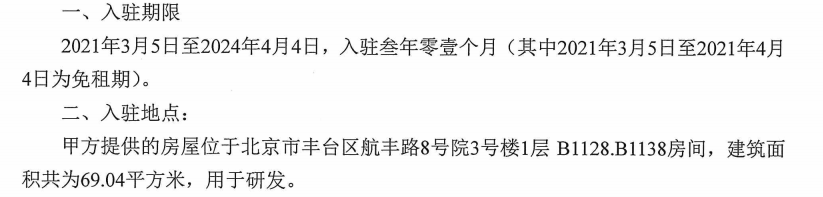 一、入驻期限
2021年3月5日至2024年4月4日，入驻叁年零壹个月（其中2021年3月5日至2021年4月
4日为免租期）。
二、入驻地点：
甲方提供的房屋位于北京市丰台区航丰路8号院3号楼1层 B1128.B1138房间，建筑面
积共为69.04平方米，用于研发。